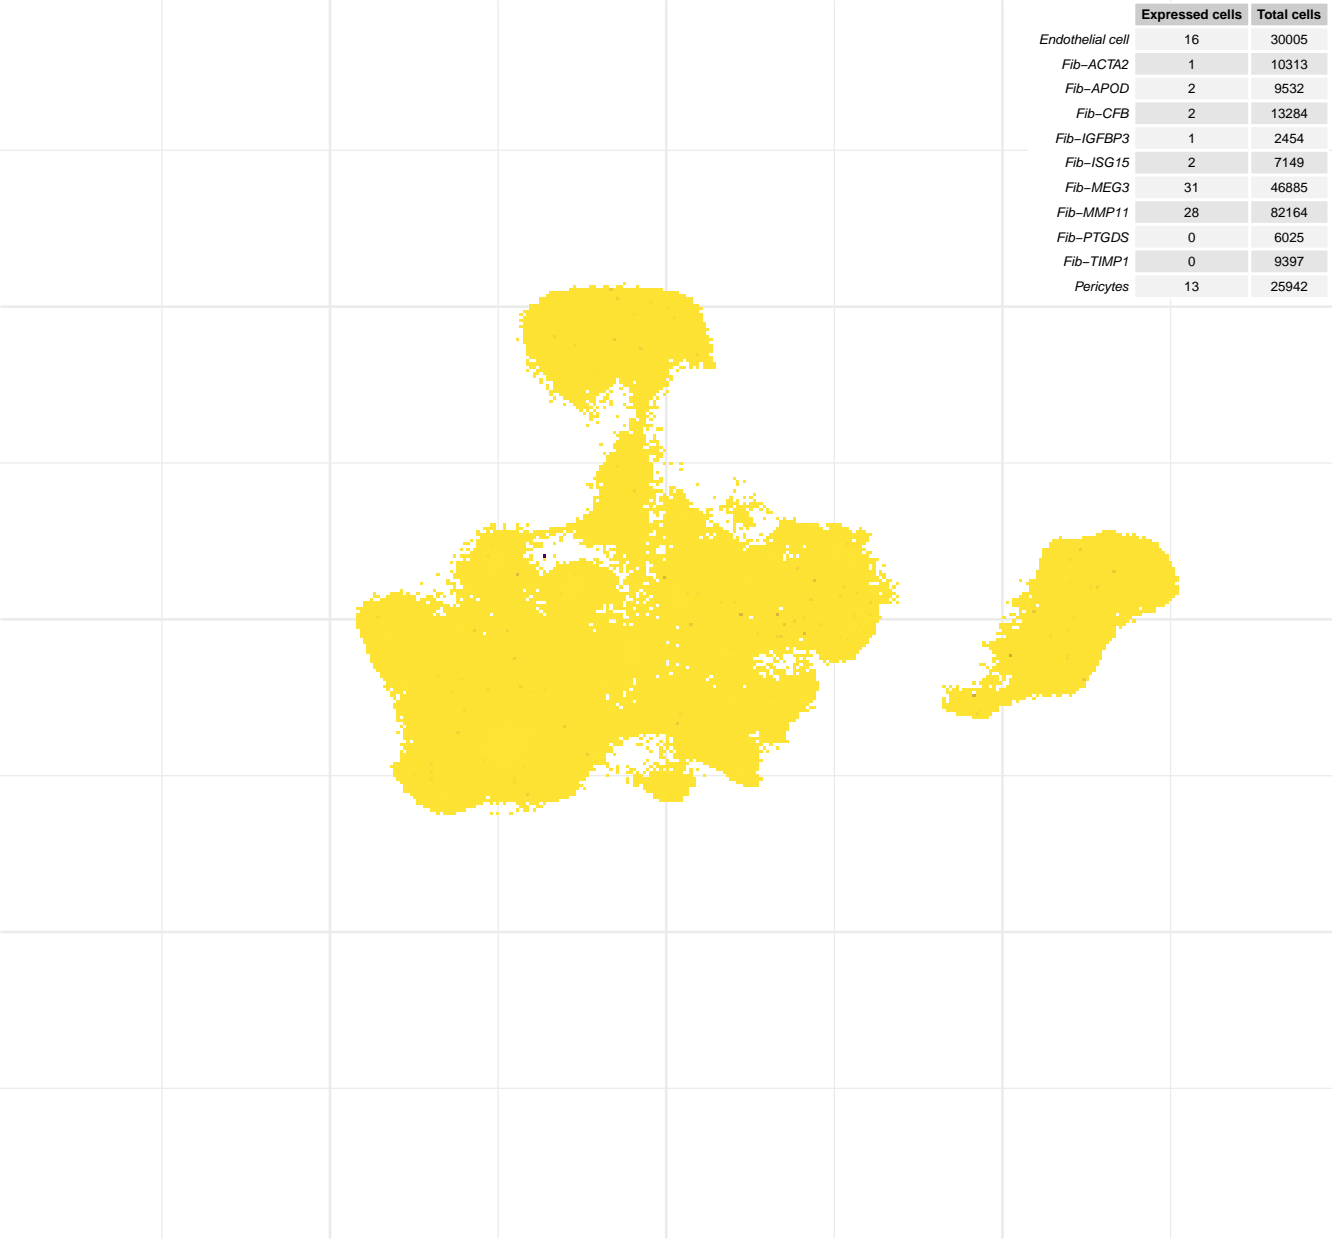 Expressed cells Total cells
Endothelial cell 16 30005
Fib−ACTA2 1 10313
Fib−APOD 2 9532
Fib−CFB 2 13284
Fib−IGFBP3 1 2454
Fib−ISG15 2 7149
Fib−MEG3 31 46885
Fib−MMP11 28 82164
Fib−PTGDS 0 6025
Fib−TIMP1 0 9397
Pericytes 13 25942